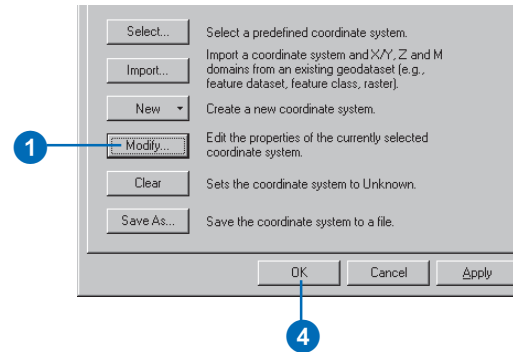 Select... Select a predefined coordinate system.
Import a coordinate system and X/Y, Z and M
Import... domains from an existing geodataset (e.g.,
feature dataset, feature class, raster).
New Create a new coordinate system.
1 Modify... Edit the properties of the currently selected
coordinate system.
Clear Sets the coordinate system to Unknown.
Save As... Save the coordinate system to a file.
OK Cancel Apply
4